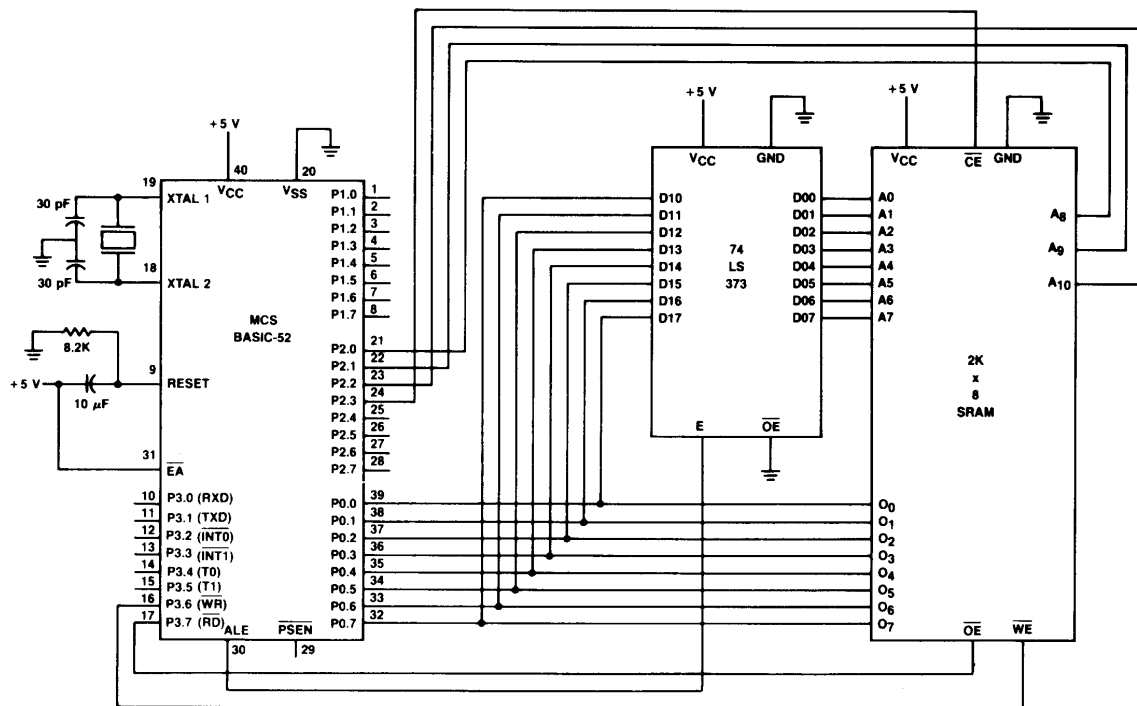 +5 V
40
VCC
20
VSS
19
XTAL 1
30 pF
18
XTAL 2
30 pF
MCS
BASIC-52
8.2K
9
RESET
+5 V
10 µF
31
EA
10
P3.0 (RXD)
11
P3.1 (TXD)
12
P3.2 (INT0)
13
P3.3 (INT1)
14
P3.4 (T0)
15
P3.5 (T1)
16
P3.6 (WR)
17
P3.7 (RD)
ALE
30
PSEN
29
P1.0
1
P1.1
2
P1.2
3
P1.3
4
P1.4
5
P1.5
6
P1.6
7
P1.7
8
P2.0
21
P2.1
22
P2.2
23
P2.3
24
P2.4
25
P2.5
26
P2.6
27
P2.7
28
P0.0
39
P0.1
38
P0.2
37
P0.3
36
P0.4
35
P0.5
34
P0.6
33
P0.7
32
+5 V
VCC
GND
D10
D11
D12
D13
D14
D15
D16
D17
74
LS
373
D00
D01
D02
D03
D04
D05
D06
D07
E
OE
+5 V
VCC
CE
GND
A0
A1
A2
A3
A4
A5
A6
A7
A8
A9
A10
2K
x
8
SRAM
O0
O1
O2
O3
O4
O5
O6
O7
OE
WE